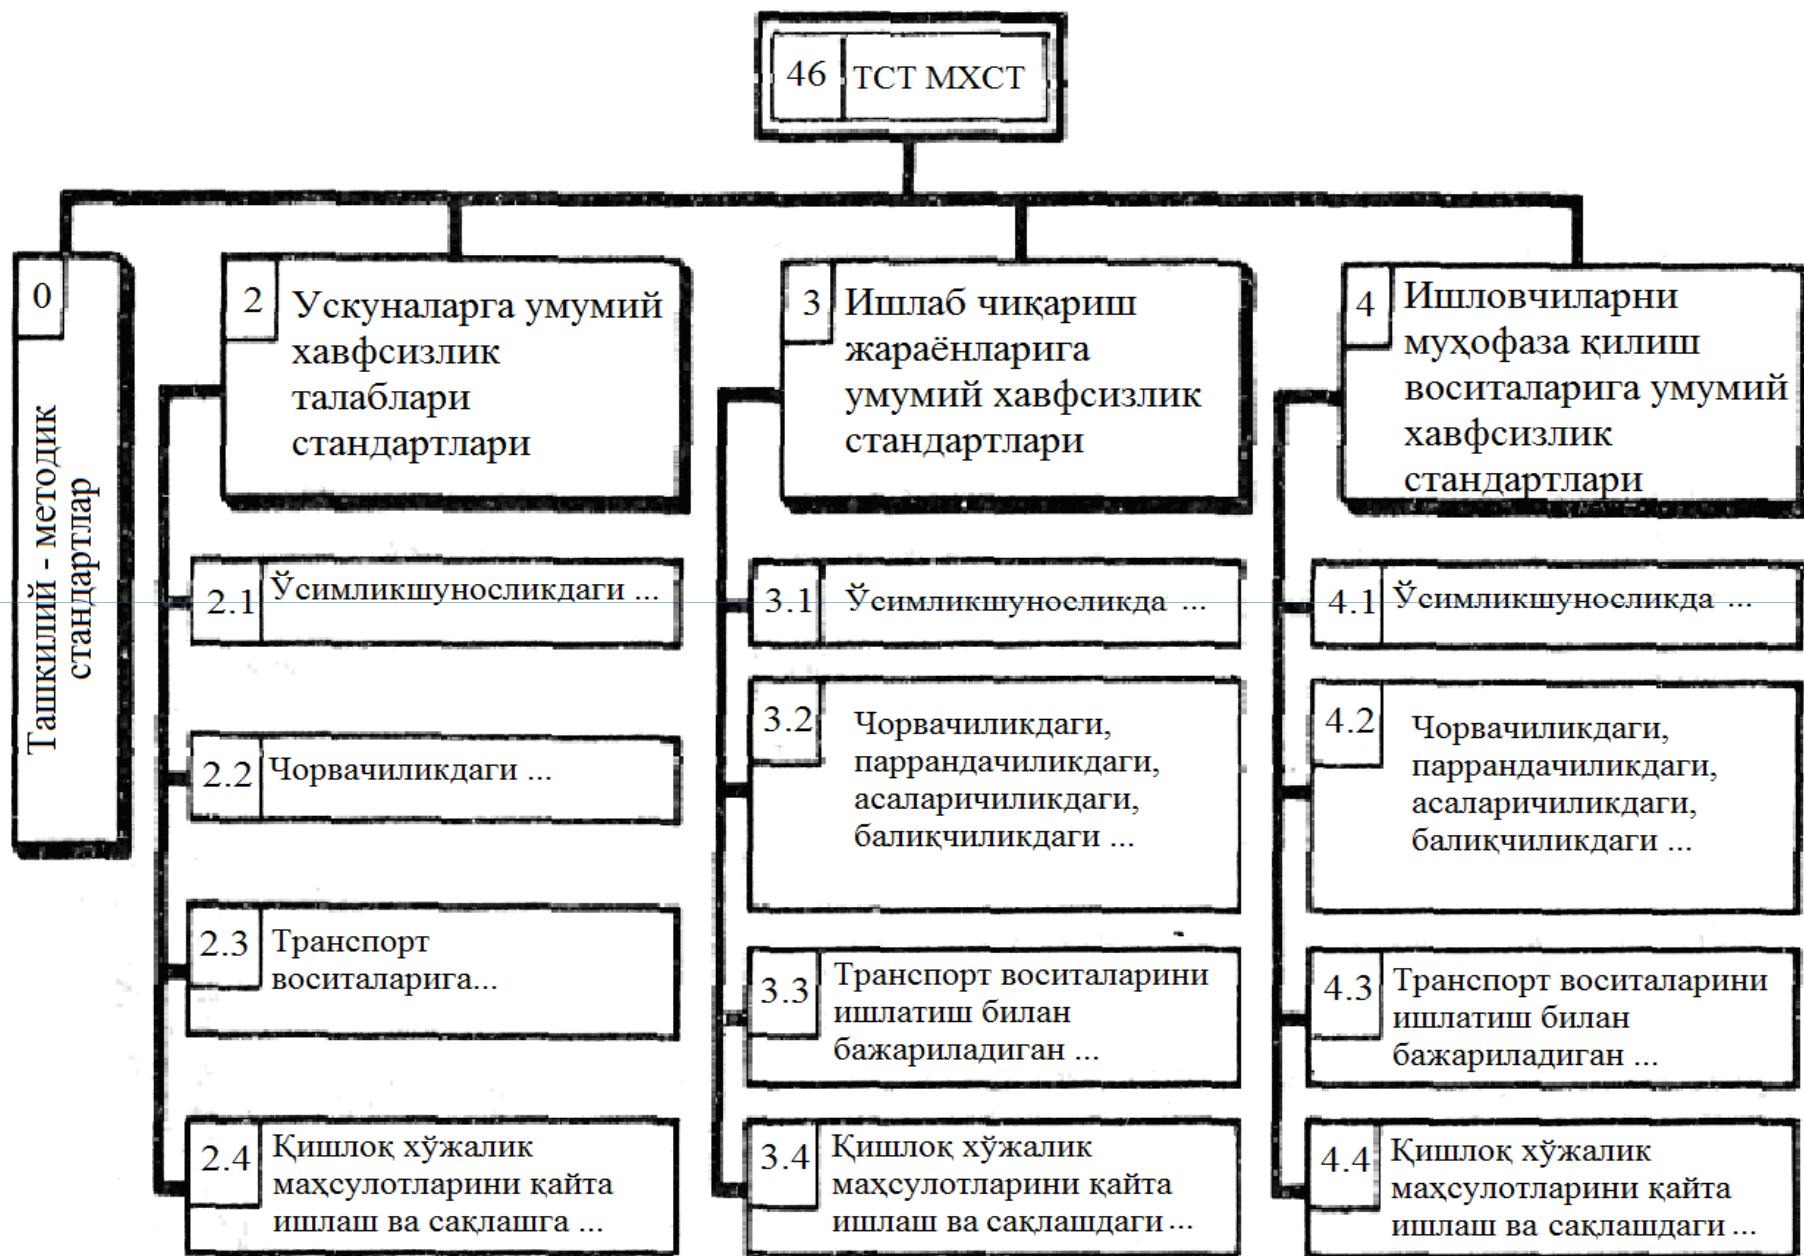 46 ТСТ МХСТ
0
Ташкилий - методик
стандартлар
2
Ускуналарга умумий
хавфсизлик
талаблари
стандартлари
2.1 Ўсимликшуносликдаги ...
2.2 Чорвачиликдаги ...
2.3 Транспорт
воситаларига...
2.4 Қишлоқ хўжалик
маҳсулотларини қайта
ишлаш ва сақлашга ...
3 Ишлаб чиқариш
жараёнларига
умумий хавфсизлик
стандартлари
3.1 Ўсимликшуносликда ...
3.2 Чорвачиликдаги,
паррандачиликдаги,
асаларичиликдаги,
балиқчиликдаги ...
3.3 Транспорт воситаларини
ишлатиш билан
бажариладиган ...
3.4 Қишлоқ хўжалик
маҳсулотларини қайта
ишлаш ва сақлашдаги ...
4 Ишловчиларни
муҳофаза қилиш
воситаларига умумий
хавфсизлик
стандартлари
4.1 Ўсимликшуносликда ...
4.2 Чорвачиликдаги,
паррандачиликдаги,
асаларичиликдаги,
балиқчиликдаги ...
4.3 Транспорт воситаларини
ишлатиш билан
бажариладиган ...
4.4 Қишлоқ хўжалик
маҳсулотларини қайта
ишлаш ва сақлашдаги ...